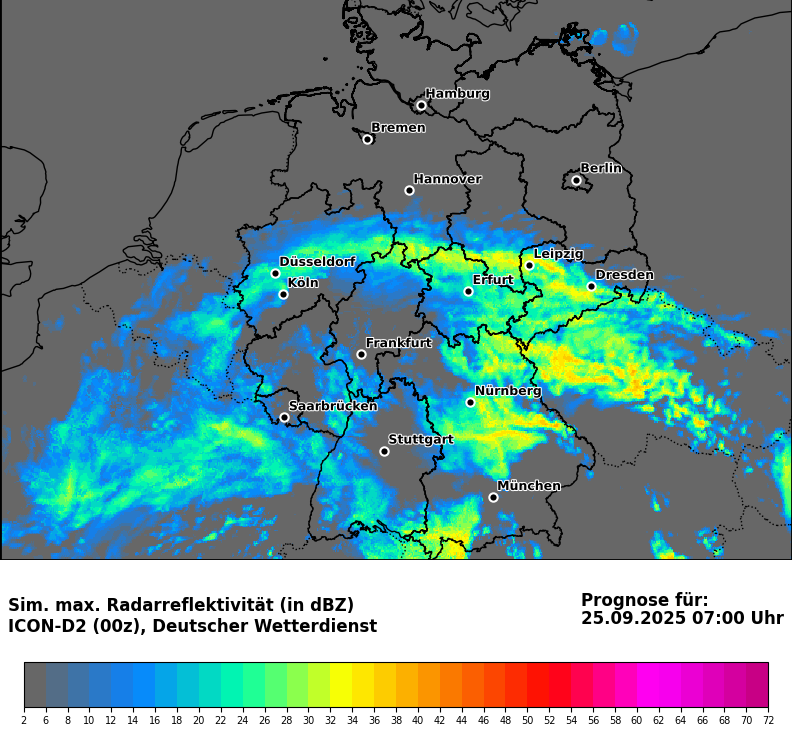 Hamburg
Bremen
Berlin
Hannover
Leipzig
Düsseldorf
Dresden
Erfurt
Köln
Frankfurt
Nürnberg
Saarbrücken
Stuttgart
München
Sim. max. Radarreflektivität (in dBZ)
ICON-D2 (00z), Deutscher Wetterdienst
Prognose für:
25.09.2025 07:00 Uhr
2 6 8 10 12 14 16 18 20 22 24 26 28 30 32 34 36 38 40 42 44 46 48 50 52 54 56 58 60 62 64 66 70 72